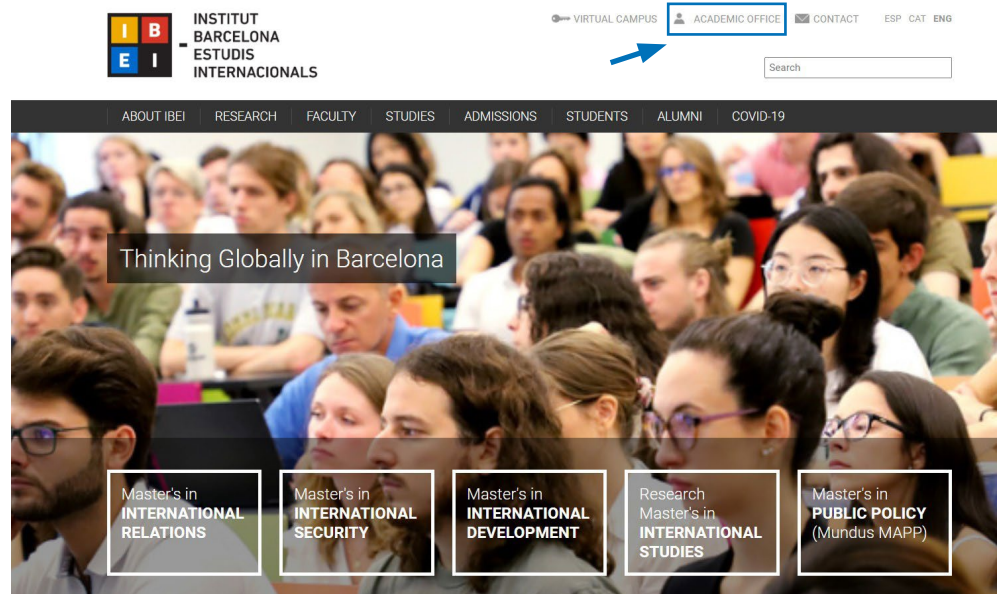 I B
E I
INSTITUT
BARCELONA
ESTUDIS
INTERNACIONALS
VIRTUAL CAMPUS ACADEMIC OFFICE CONTACT ESP CAT ENG
Search
ABOUT IBEI RESEARCH FACULTY STUDIES ADMISSIONS STUDENTS ALUMNI COVID-19
Thinking Globally in Barcelona
Master's in
INTERNATIONAL
RELATIONS
Master's in
INTERNATIONAL
SECURITY
Master's in
INTERNATIONAL
DEVELOPMENT
Research
Master's in
INTERNATIONAL
STUDIES
Master's in
PUBLIC POLICY
(Mundus MAPP)